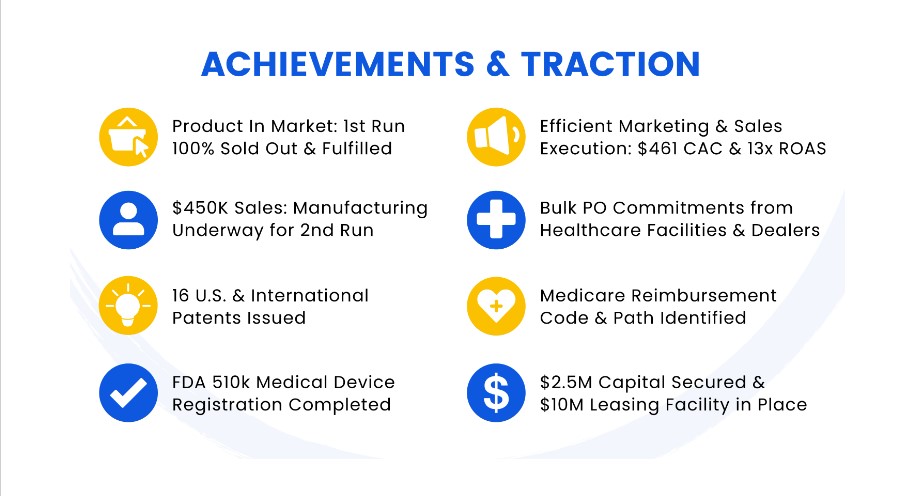 ACHIEVEMENTS & TRACTION
Product In Market: 1st Run
100% Sold Out & Fulfilled
$450K Sales: Manufacturing
Underway for 2nd Run
16 U.S. & International
Patents Issued
FDA 510k Medical Device
Registration Completed
Efficient Marketing & Sales
Execution: $461 CAC & 13x ROAS
Bulk PO Commitments from
Healthcare Facilities & Dealers
Medicare Reimbursement
Code & Path Identified
$2.5M Capital Secured &
$10M Leasing Facility in Place